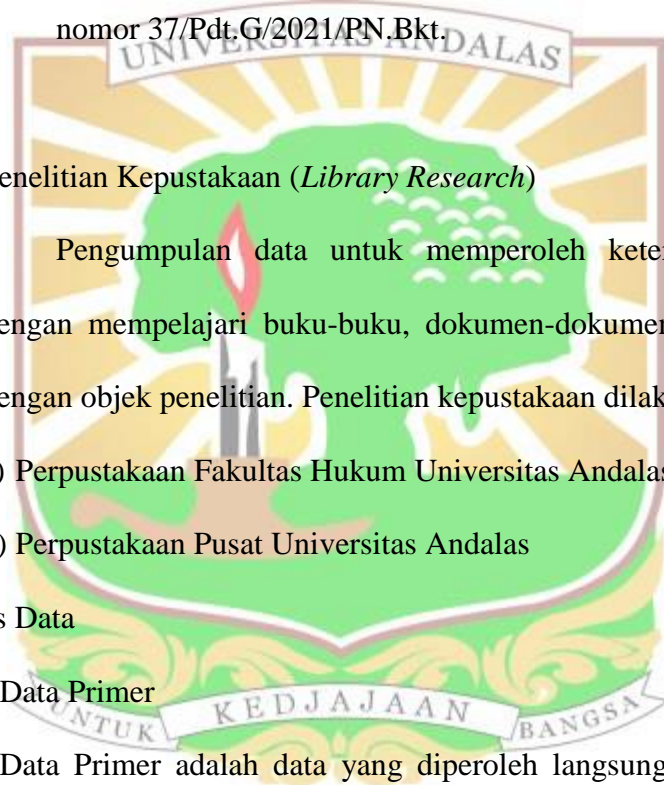 nomor 37/Pdt.G/2021/PN.Bkt.
UNIVERSITAS ANDALAS
enelitian Kepustakaan (Library Research)
Pengumpulan data untuk memperoleh kete
engan mempelajari buku-buku, dokumen-dokumen
engan objek penelitian. Penelitian kepustakaan dilak
) Perpustakaan Fakultas Hukum Universitas Andalas
) Perpustakaan Pusat Universitas Andalas
s Data
Data Primer
UNTUK KEDJAJAAN BANGSA
Data Primer adalah data yang diperoleh langsung